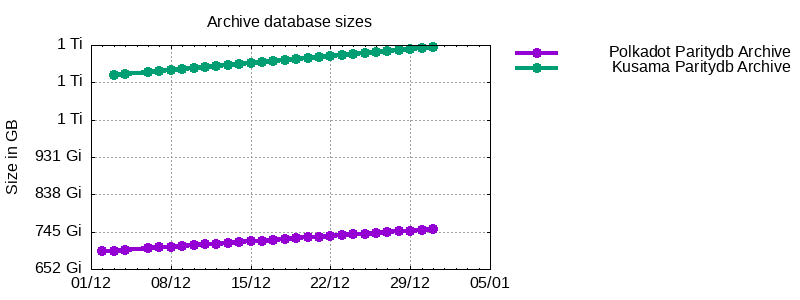 Archive database sizes
1 Ti
1 Ti
1 Ti
931 Gi
838 Gi
745 Gi
652 Gi
Size in GB
01/12 08/12 15/12 22/12 29/12 05/01
Polkadot Paritydb Archive
Kusama Paritydb Archive